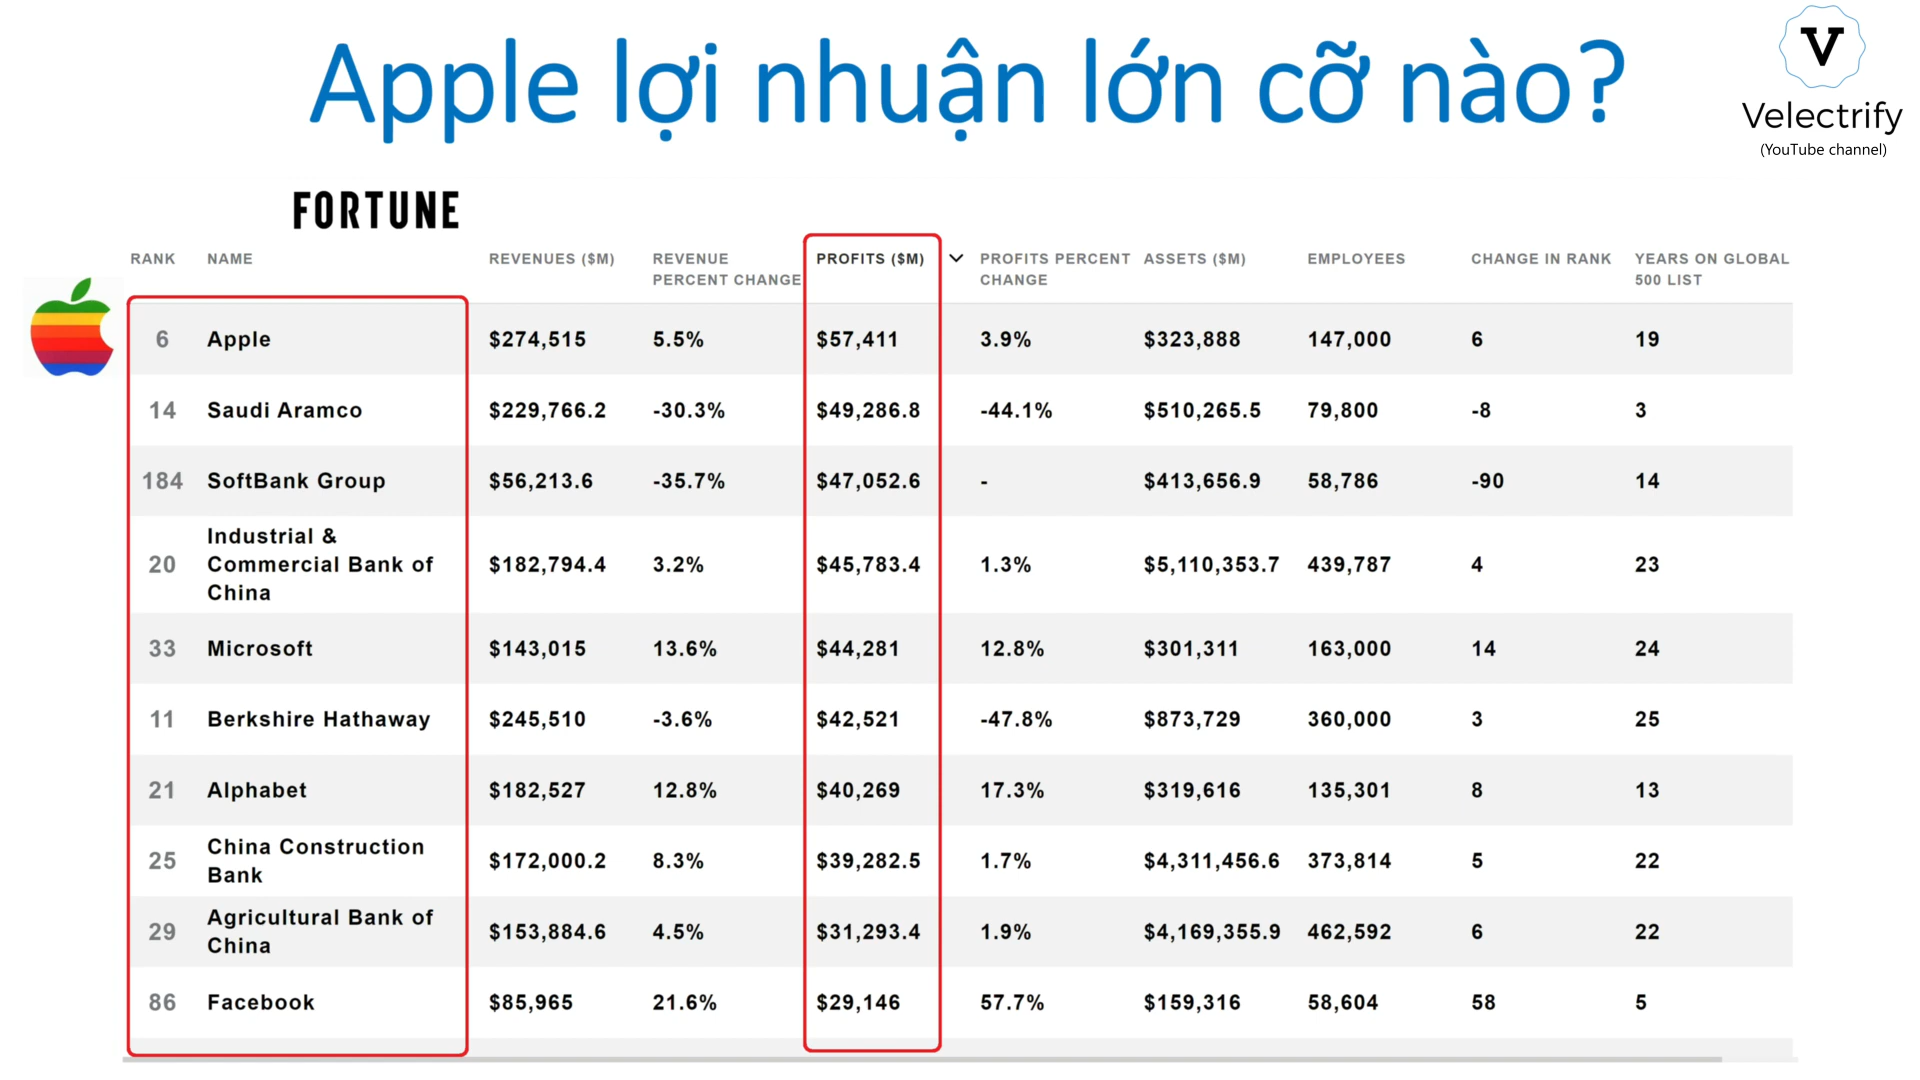 Apple lợi nhuận lớn cỡ nào?
V
Velectrify
(YouTube channel)
FORTUNE
RANK NAME REVENUES ($M) REVENUE PERCENT CHANGE PROFITS ($M) PROFITS PERCENT CHANGE ASSETS ($M) EMPLOYEES CHANGE IN RANK YEARS ON GLOBAL 500 LIST
6 Apple $274,515 5.5% $57,411 3.9% $323,888 147,000 6 19
14 Saudi Aramco $229,766.2 -30.3% $49,286.8 -44.1% $510,265.5 79,800 -8 3
184 SoftBank Group $56,213.6 -35.7% $47,052.6 - $413,656.9 58,786 -90 14
20 Industrial & Commercial Bank of China $182,794.4 3.2% $45,783.4 1.3% $5,110,353.7 439,787 4 23
33 Microsoft $143,015 13.6% $44,281 12.8% $301,311 163,000 14 24
11 Berkshire Hathaway $245,510 -3.6% $42,521 -47.8% $873,729 360,000 3 25
21 Alphabet $182,527 12.8% $40,269 17.3% $319,616 135,301 8 13
25 China Construction Bank $172,000.2 8.3% $39,282.5 1.7% $4,311,456.6 373,814 5 22
29 Agricultural Bank of China $153,884.6 4.5% $31,293.4 1.9% $4,169,355.9 462,592 6 22
86 Facebook $85,965 21.6% $29,146 57.7% $159,316 58,604 58 5